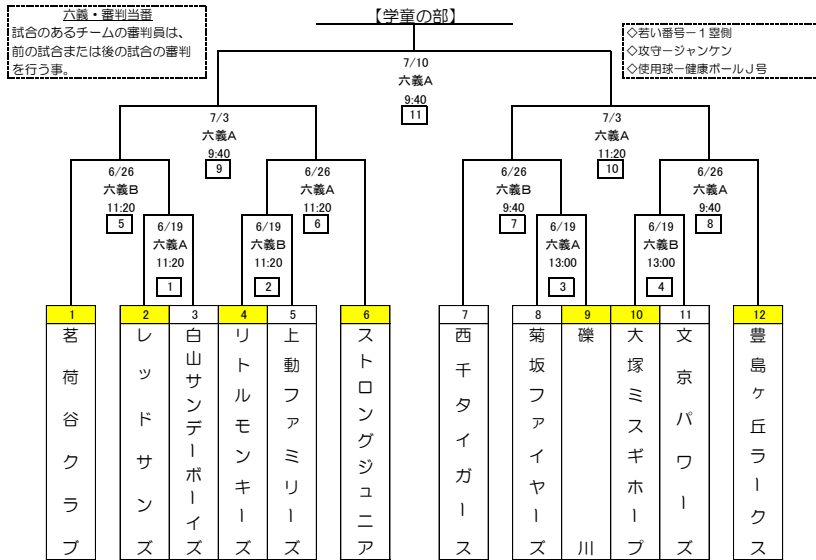 六義・審判当番
試合のあるチームの審判員は、
前の試合または後の試合の審判
を行う事。
【学童の部】
◇若い番号－１塁側
◇攻守ージャンケン
◇使用球ー健康ボールＪ号
7/10
六義A
9:40
11
7/3
六義A
9:40
9
7/3
六義A
11:20
10
6/26
六義B
11:20
5
6/26
六義A
11:20
6
6/26
六義B
9:40
7
6/26
六義A
9:40
8
6/19
六義A
11:20
1
6/19
六義B
11:20
2
6/19
六義A
13:00
3
6/19
六義B
13:00
4
1
茗荷谷クラブ
2
レッドサンズ
3
白山サンデーボーイズ
4
リトルモンキーズ
5
上動ファミリーズ
6
ストロングジュニア
7
西千タイガース
8
菊坂ファイヤーズ
9
礫川
10
大塚ミスギホープ
11
文京パワーズ
12
豊島ヶ丘ラークス